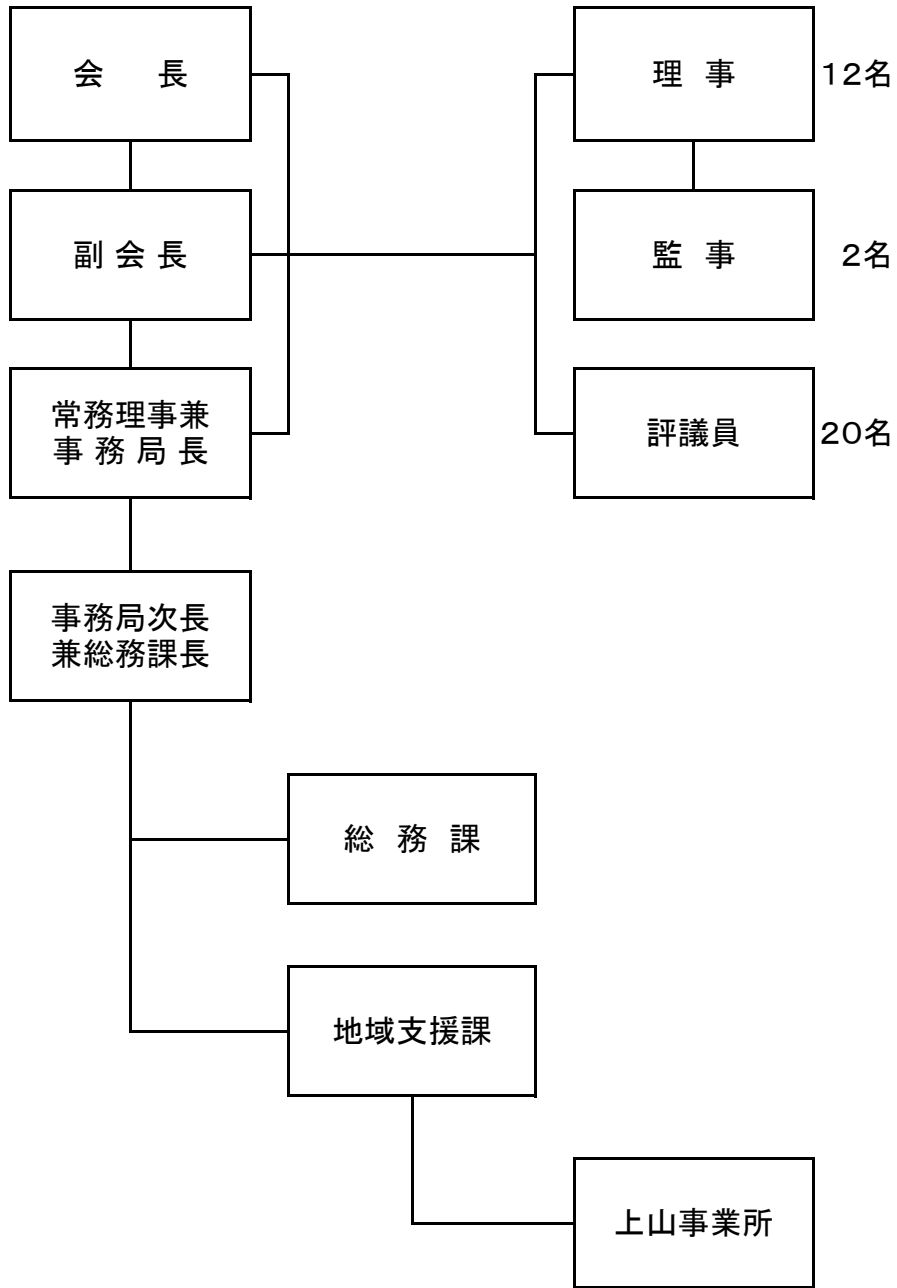 会　長
理 事
12名
副 会 長
監 事
2名
常務理事兼
事 務 局 長
評議員
20名
事務局次長
兼総務課長
総 務 課
地域支援課
上山事業所